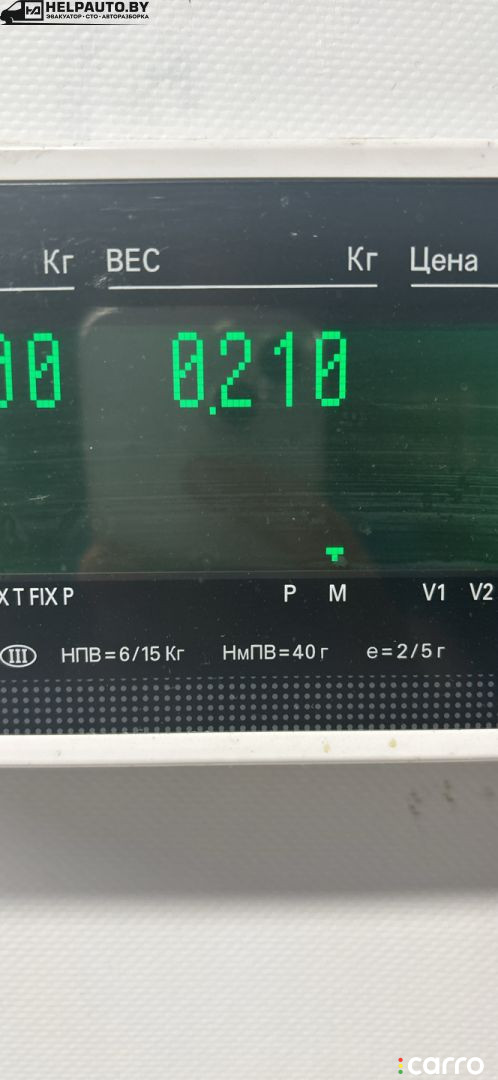 HELPAUTO.BY
ЭВАКУАТОР · СТО · АВТОРАЗБОРКА
Кг ВЕС Кг Цена
00 0.210
X T FIX P P M V1 V2
III НПВ=6/15 Кг НмПВ=40 г e=2/5 г
carro